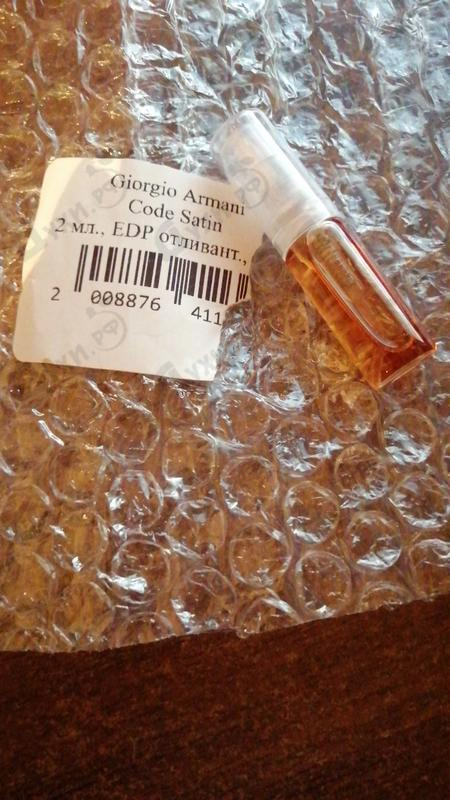 Giorgio Armani
Code Satin
2 мл., EDP отливант.,
2 008876 411